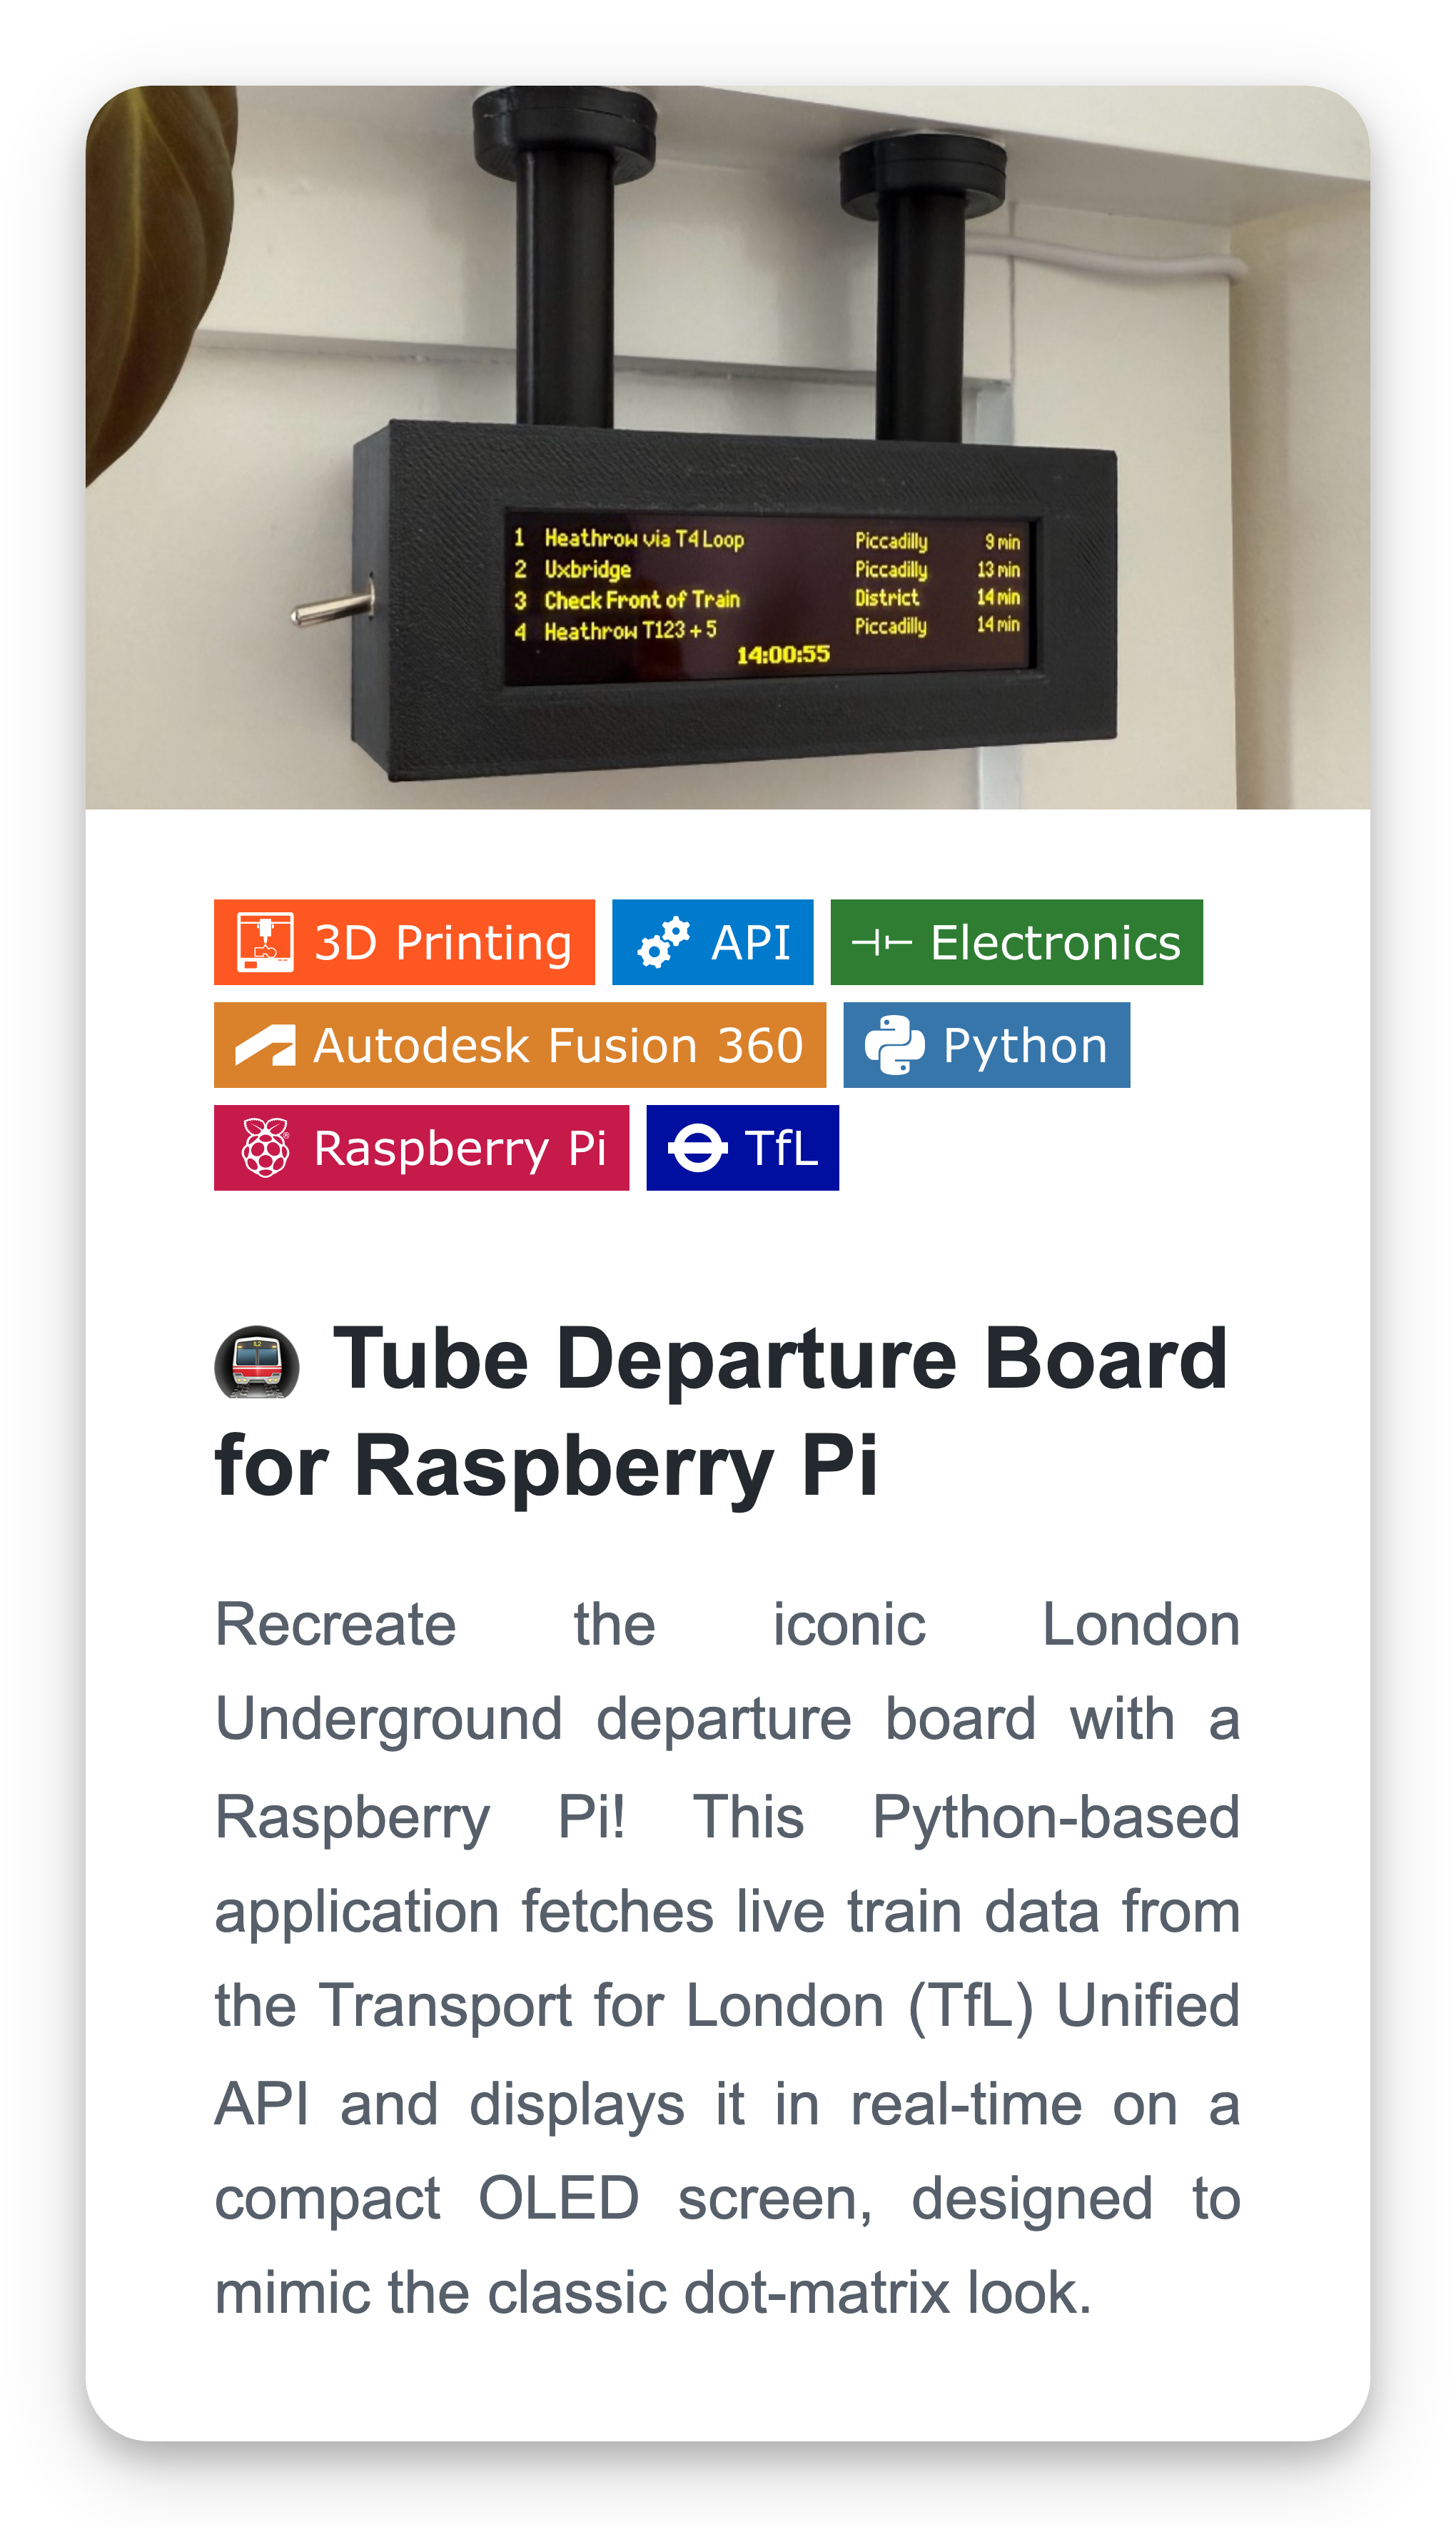 1 Heathrow via T4 Loop Piccadilly 9 min
2 Uxbridge Piccadilly 13 min
3 Check Front of Train District 14 min
4 Heathrow T123 + 5 Piccadilly 14 min
14:00:55
3D Printing API Electronics
Autodesk Fusion 360 Python
Raspberry Pi TfL
Tube Departure Board
for Raspberry Pi
Recreate the iconic London
Underground departure board with a
Raspberry Pi! This Python-based
application fetches live train data from
the Transport for London (TfL) Unified
API and displays it in real-time on a
compact OLED screen, designed to
mimic the classic dot-matrix look.